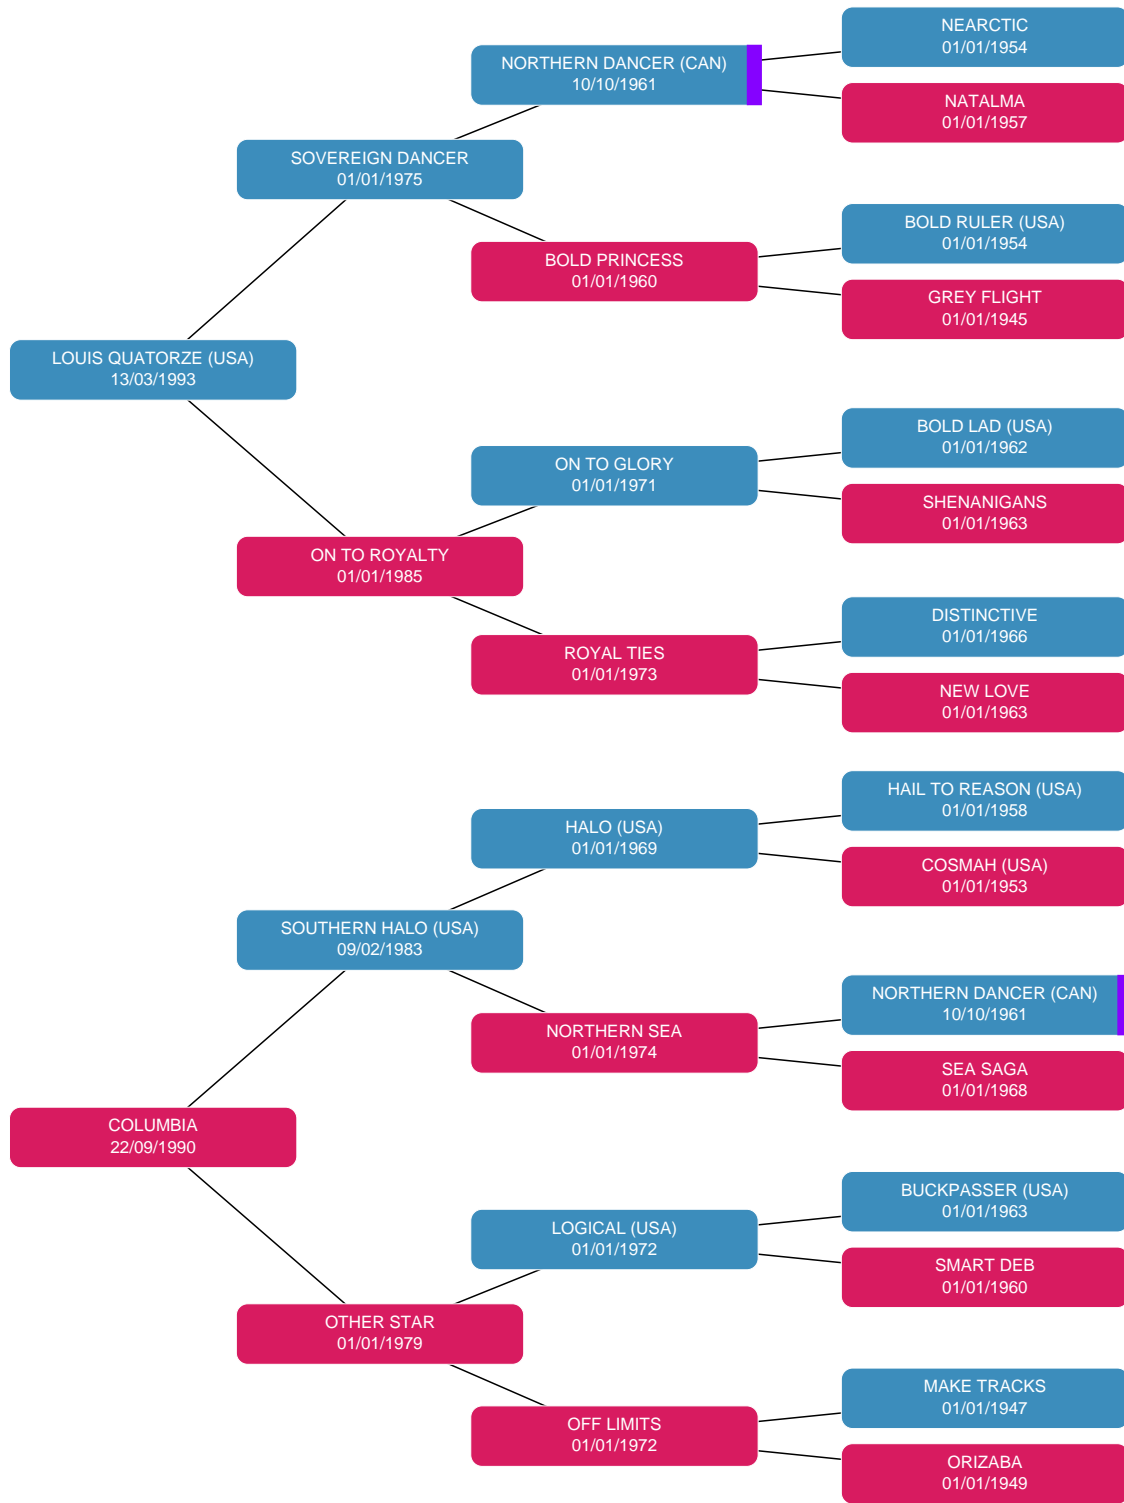 NEARCTIC
01/01/1954
NORTHERN DANCER (CAN)
10/10/1961
NATALMA
01/01/1957
SOVEREIGN DANCER
01/01/1975
BOLD RULER (USA)
01/01/1954
BOLD PRINCESS
01/01/1960
GREY FLIGHT
01/01/1945
LOUIS QUATORZE (USA)
13/03/1993
BOLD LAD (USA)
01/01/1962
ON TO GLORY
01/01/1971
SHENANIGANS
01/01/1963
ON TO ROYALTY
01/01/1985
DISTINCTIVE
01/01/1966
ROYAL TIES
01/01/1973
NEW LOVE
01/01/1963
HAIL TO REASON (USA)
01/01/1958
HALO (USA)
01/01/1969
COSMAH (USA)
01/01/1953
SOUTHERN HALO (USA)
09/02/1983
NORTHERN DANCER (CAN)
10/10/1961
NORTHERN SEA
01/01/1974
SEA SAGA
01/01/1968
COLUMBIA
22/09/1990
BUCKPASSER (USA)
01/01/1963
LOGICAL (USA)
01/01/1972
SMART DEB
01/01/1960
OTHER STAR
01/01/1979
MAKE TRACKS
01/01/1947
OFF LIMITS
01/01/1972
ORIZABA
01/01/1949